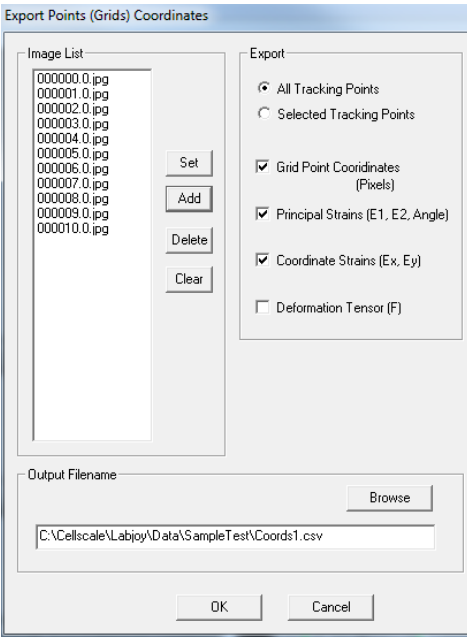 Export Points (Grids) Coordinates
Image List
000000.0.jpg
000001.0.jpg
000002.0.jpg
000003.0.jpg
000004.0.jpg
000005.0.jpg
000006.0.jpg
000007.0.jpg
000008.0.jpg
000009.0.jpg
000010.0.jpg
Set
Add
Delete
Clear
Export
All Tracking Points
Selected Tracking Points
Grid Point Cooridinates
(Pixels)
Principal Strains (E1, E2, Angle)
Coordinate Strains (Ex, Ey)
Deformation Tensor (F)
Output Filename
Browse
C:\Cellscale\Labjoy\Data\SampleTest\Coords1.csv
OK
Cancel